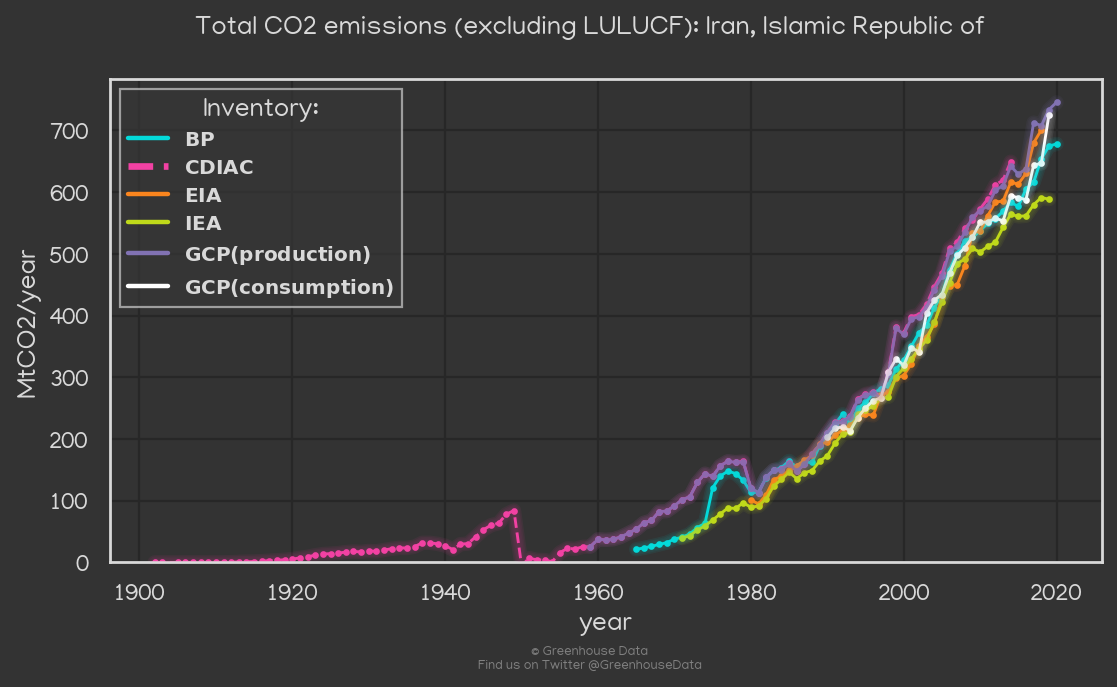 Total CO2 emissions (excluding LULUCF): Iran, Islamic Republic of
Inventory:
BP
CDIAC
EIA
IEA
GCP(production)
GCP(consumption)
MtCO2/year
700
600
500
400
300
200
100
0
1900 1920 1940 1960 1980 2000 2020
year
© Greenhouse Data
Find us on Twitter @GreenhouseData